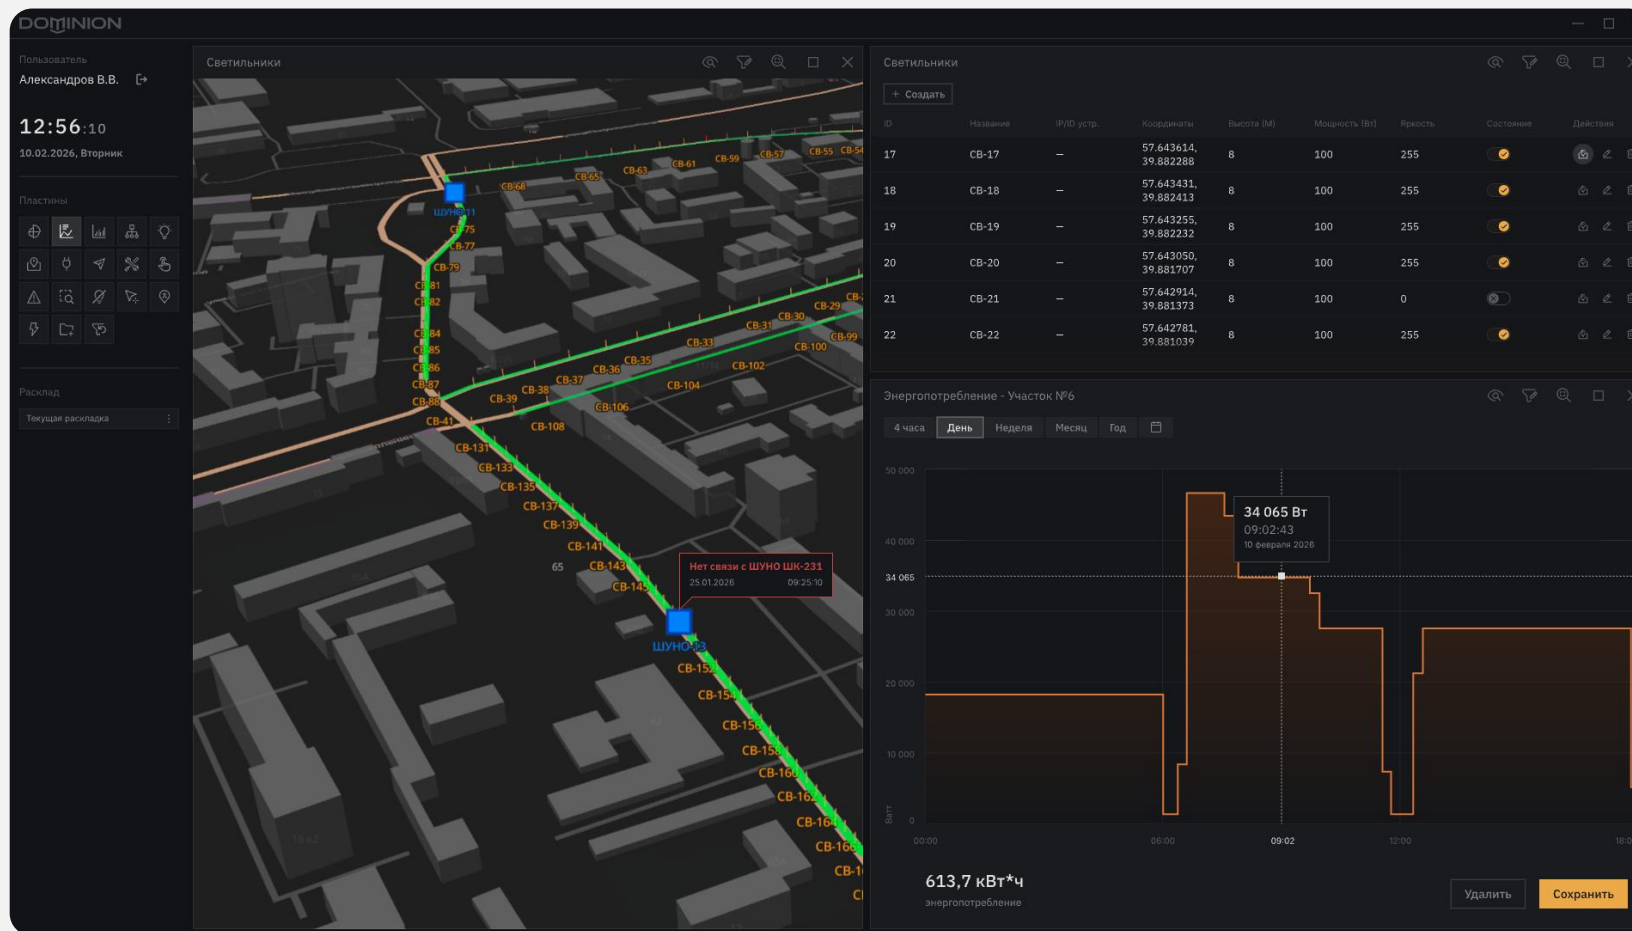 DOMINION
Пользователь
Александров В.В.
12:56:10
10.02.2026, Вторник
Пластины
Расклад
Текущая раскладка
Светильники
СВ-55
СВ-54
СВ-57
СВ-59
СВ-61
СВ-63
СВ-65
СВ-68
ШУНО-11
СВ-75
СВ-77
СВ-79
СВ-81
СВ-82
СВ-84
СВ-85
СВ-86
СВ-87
СВ-88
СВ-41
СВ-29
СВ-30
СВ-31
СВ-33
СВ-35
СВ-36
СВ-37
СВ-38
СВ-39
СВ-99
СВ-100
СВ-102
СВ-104
СВ-106
СВ-108
СВ-131
СВ-133
СВ-135
СВ-137
СВ-139
СВ-141
СВ-143
65
СВ-145
Нет связи с ШУНО ШК-231
25.01.2026 09:25:10
ШУНО-13
СВ-152
СВ-154
СВ-156
СВ-158
СВ-160
СВ-162
СВ-164
СВ-166
Светильники
+ Создать
ID Название IP/ID устр. Координаты Высота (М) Мощность (Вт) Яркость Состояние Действия
17 СВ-17 – 57.643614, 39.882288 8 100 255
18 СВ-18 – 57.643431, 39.882413 8 100 255
19 СВ-19 – 57.643255, 39.882232 8 100 255
20 СВ-20 – 57.643050, 39.881707 8 100 255
21 СВ-21 – 57.642914, 39.881373 8 100 0
22 СВ-22 – 57.642781, 39.881039 8 100 255
Энергопотребление - Участок №6
4 часа День Неделя Месяц Год
50 000
40 000
34 065
30 000
20 000
10 000
0
Ватт
34 065 Вт
09:02:43
10 февраля 2026
00:00 06:00 09:02 12:00
613,7 кВт*ч
энергопотребление
Удалить Сохранить